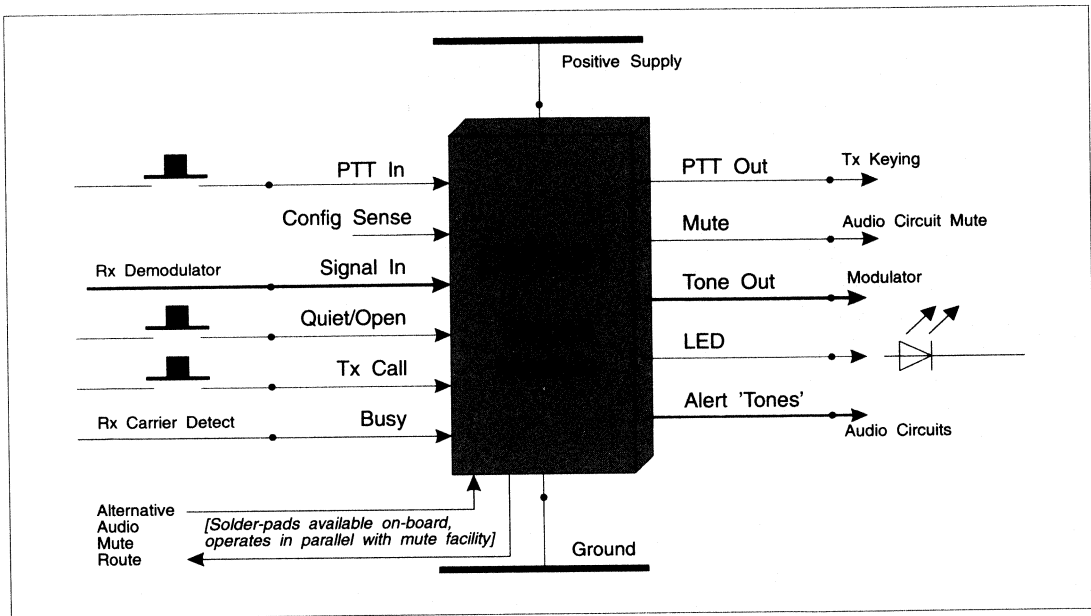 Positive Supply
PTT In
Config Sense
Rx Demodulator
Signal In
Quiet/Open
Tx Call
Rx Carrier Detect
Busy
PTT Out
Tx Keying
Mute
Audio Circuit Mute
Tone Out
Modulator
LED
Alert 'Tones'
Audio Circuits
Alternative
Audio
Mute
Route
[Solder-pads available on-board,
operates in parallel with mute facility]
Ground